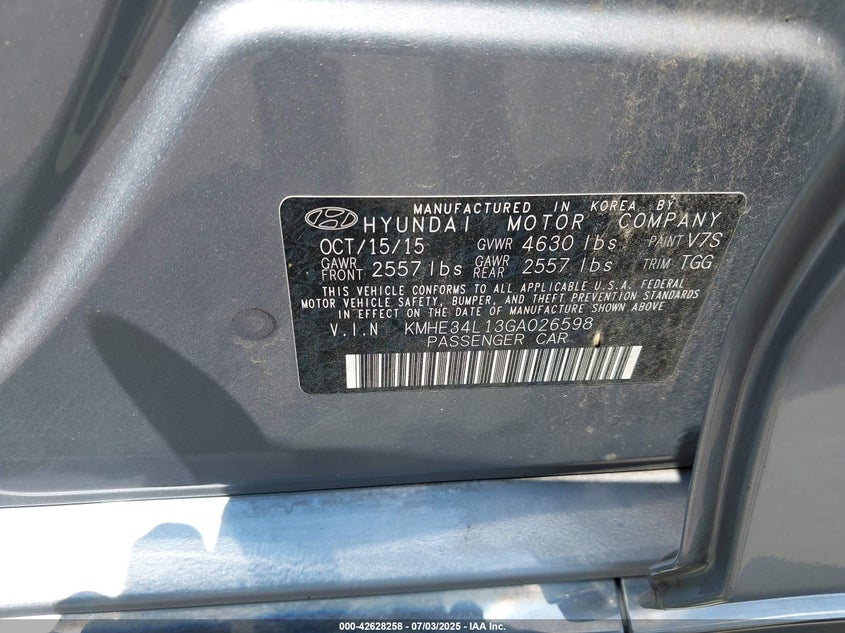 MANUFACTURED IN KOREA BY
HYUNDAI MOTOR COMPANY
OCT/15/15 GVWR 4630 lbs PAINT V7S
GAWR FRONT 2557 lbs GAWR REAR 2557 lbs TRIM TGG
THIS VEHICLE CONFORMS TO ALL APPLICABLE U.S.A. FEDERAL
MOTOR VEHICLE SAFETY, BUMPER, AND THEFT PREVENTION STANDARDS
IN EFFECT ON THE DATE OF MANUFACTURE SHOWN ABOVE
V.I.N KMHE34L13GA026598
PASSENGER CAR
000-42628258 - 07/03/2025 - IAA Inc.